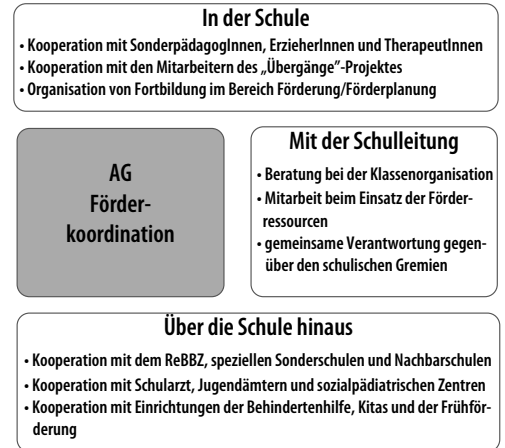 In der Schule
• Kooperation mit SonderpädagogInnen, ErzieherInnen und TherapeutInnen
• Kooperation mit den Mitarbeitern des „Übergänge"-Projektes
• Organisation von Fortbildung im Bereich Förderung/Förderplanung
AG
Förder-
koordination
Mit der Schulleitung
• Beratung bei der Klassenorganisation
• Mitarbeit beim Einsatz der Förder-
ressourcen
• gemeinsame Verantwortung gegen-
über den schulischen Gremien
Über die Schule hinaus
• Kooperation mit dem ReBBZ, speziellen Sonderschulen und Nachbarschulen
• Kooperation mit Schularzt, Jugendämtern und sozialpädiatrischen Zentren
• Kooperation mit Einrichtungen der Behindertenhilfe, Kitas und der Frühför-
derung